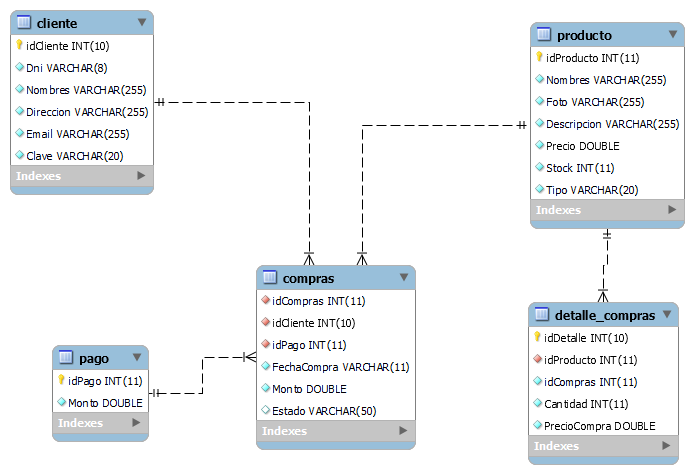 cliente
idCliente INT(10)
Dni VARCHAR(8)
Nombres VARCHAR(255)
Direccion VARCHAR(255)
Email VARCHAR(255)
Clave VARCHAR(20)
Indexes
producto
idProducto INT(11)
Nombres VARCHAR(255)
Foto VARCHAR(255)
Descripcion VARCHAR(255)
Precio DOUBLE
Stock INT(11)
Tipo VARCHAR(20)
Indexes
compras
idCompras INT(11)
idCliente INT(10)
idPago INT(11)
FechaCompra VARCHAR(11)
Monto DOUBLE
Estado VARCHAR(50)
Indexes
pago
idPago INT(11)
Monto DOUBLE
Indexes
detalle_compras
idDetalle INT(10)
idProducto INT(11)
idCompras INT(11)
Cantidad INT(11)
PrecioCompra DOUBLE
Indexes